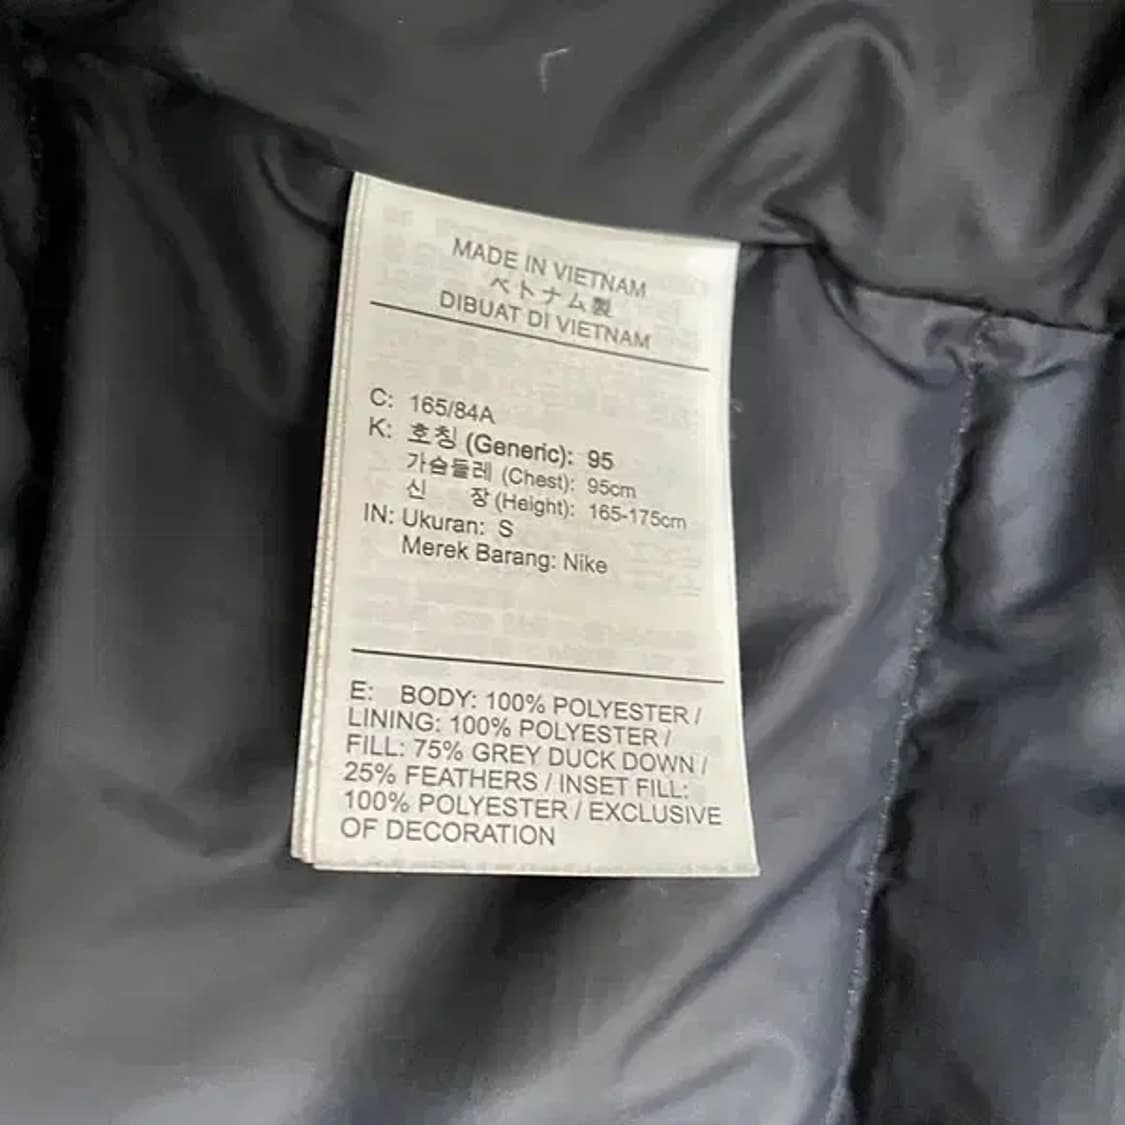 MADE IN VIETNAM
ベトナム製
DIBUAT DI VIETNAM
C: 165/84A
K: 호칭 (Generic): 95
가슴둘레 (Chest): 95cm
신 장 (Height): 165-175cm
IN: Ukuran: S
Merek Barang: Nike
E: BODY: 100% POLYESTER /
LINING: 100% POLYESTER /
FILL: 75% GREY DUCK DOWN /
25% FEATHERS / INSET FILL:
100% POLYESTER / EXCLUSIVE
OF DECORATION